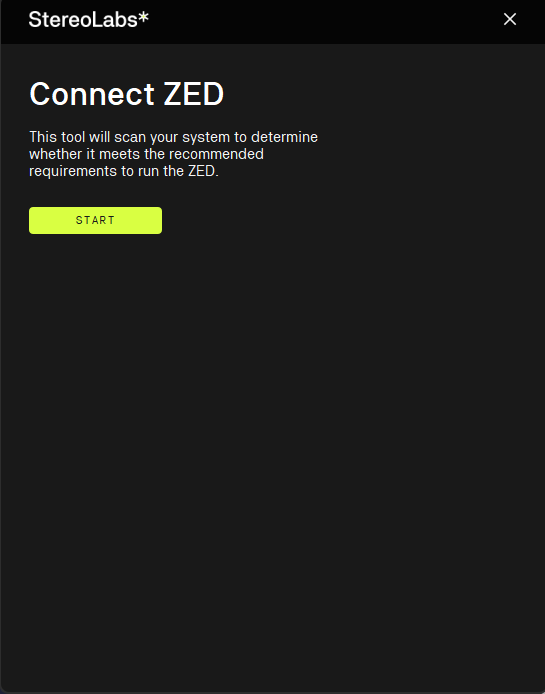 StereoLabs*
Connect ZED
This tool will scan your system to determine
whether it meets the recommended
requirements to run the ZED.
START